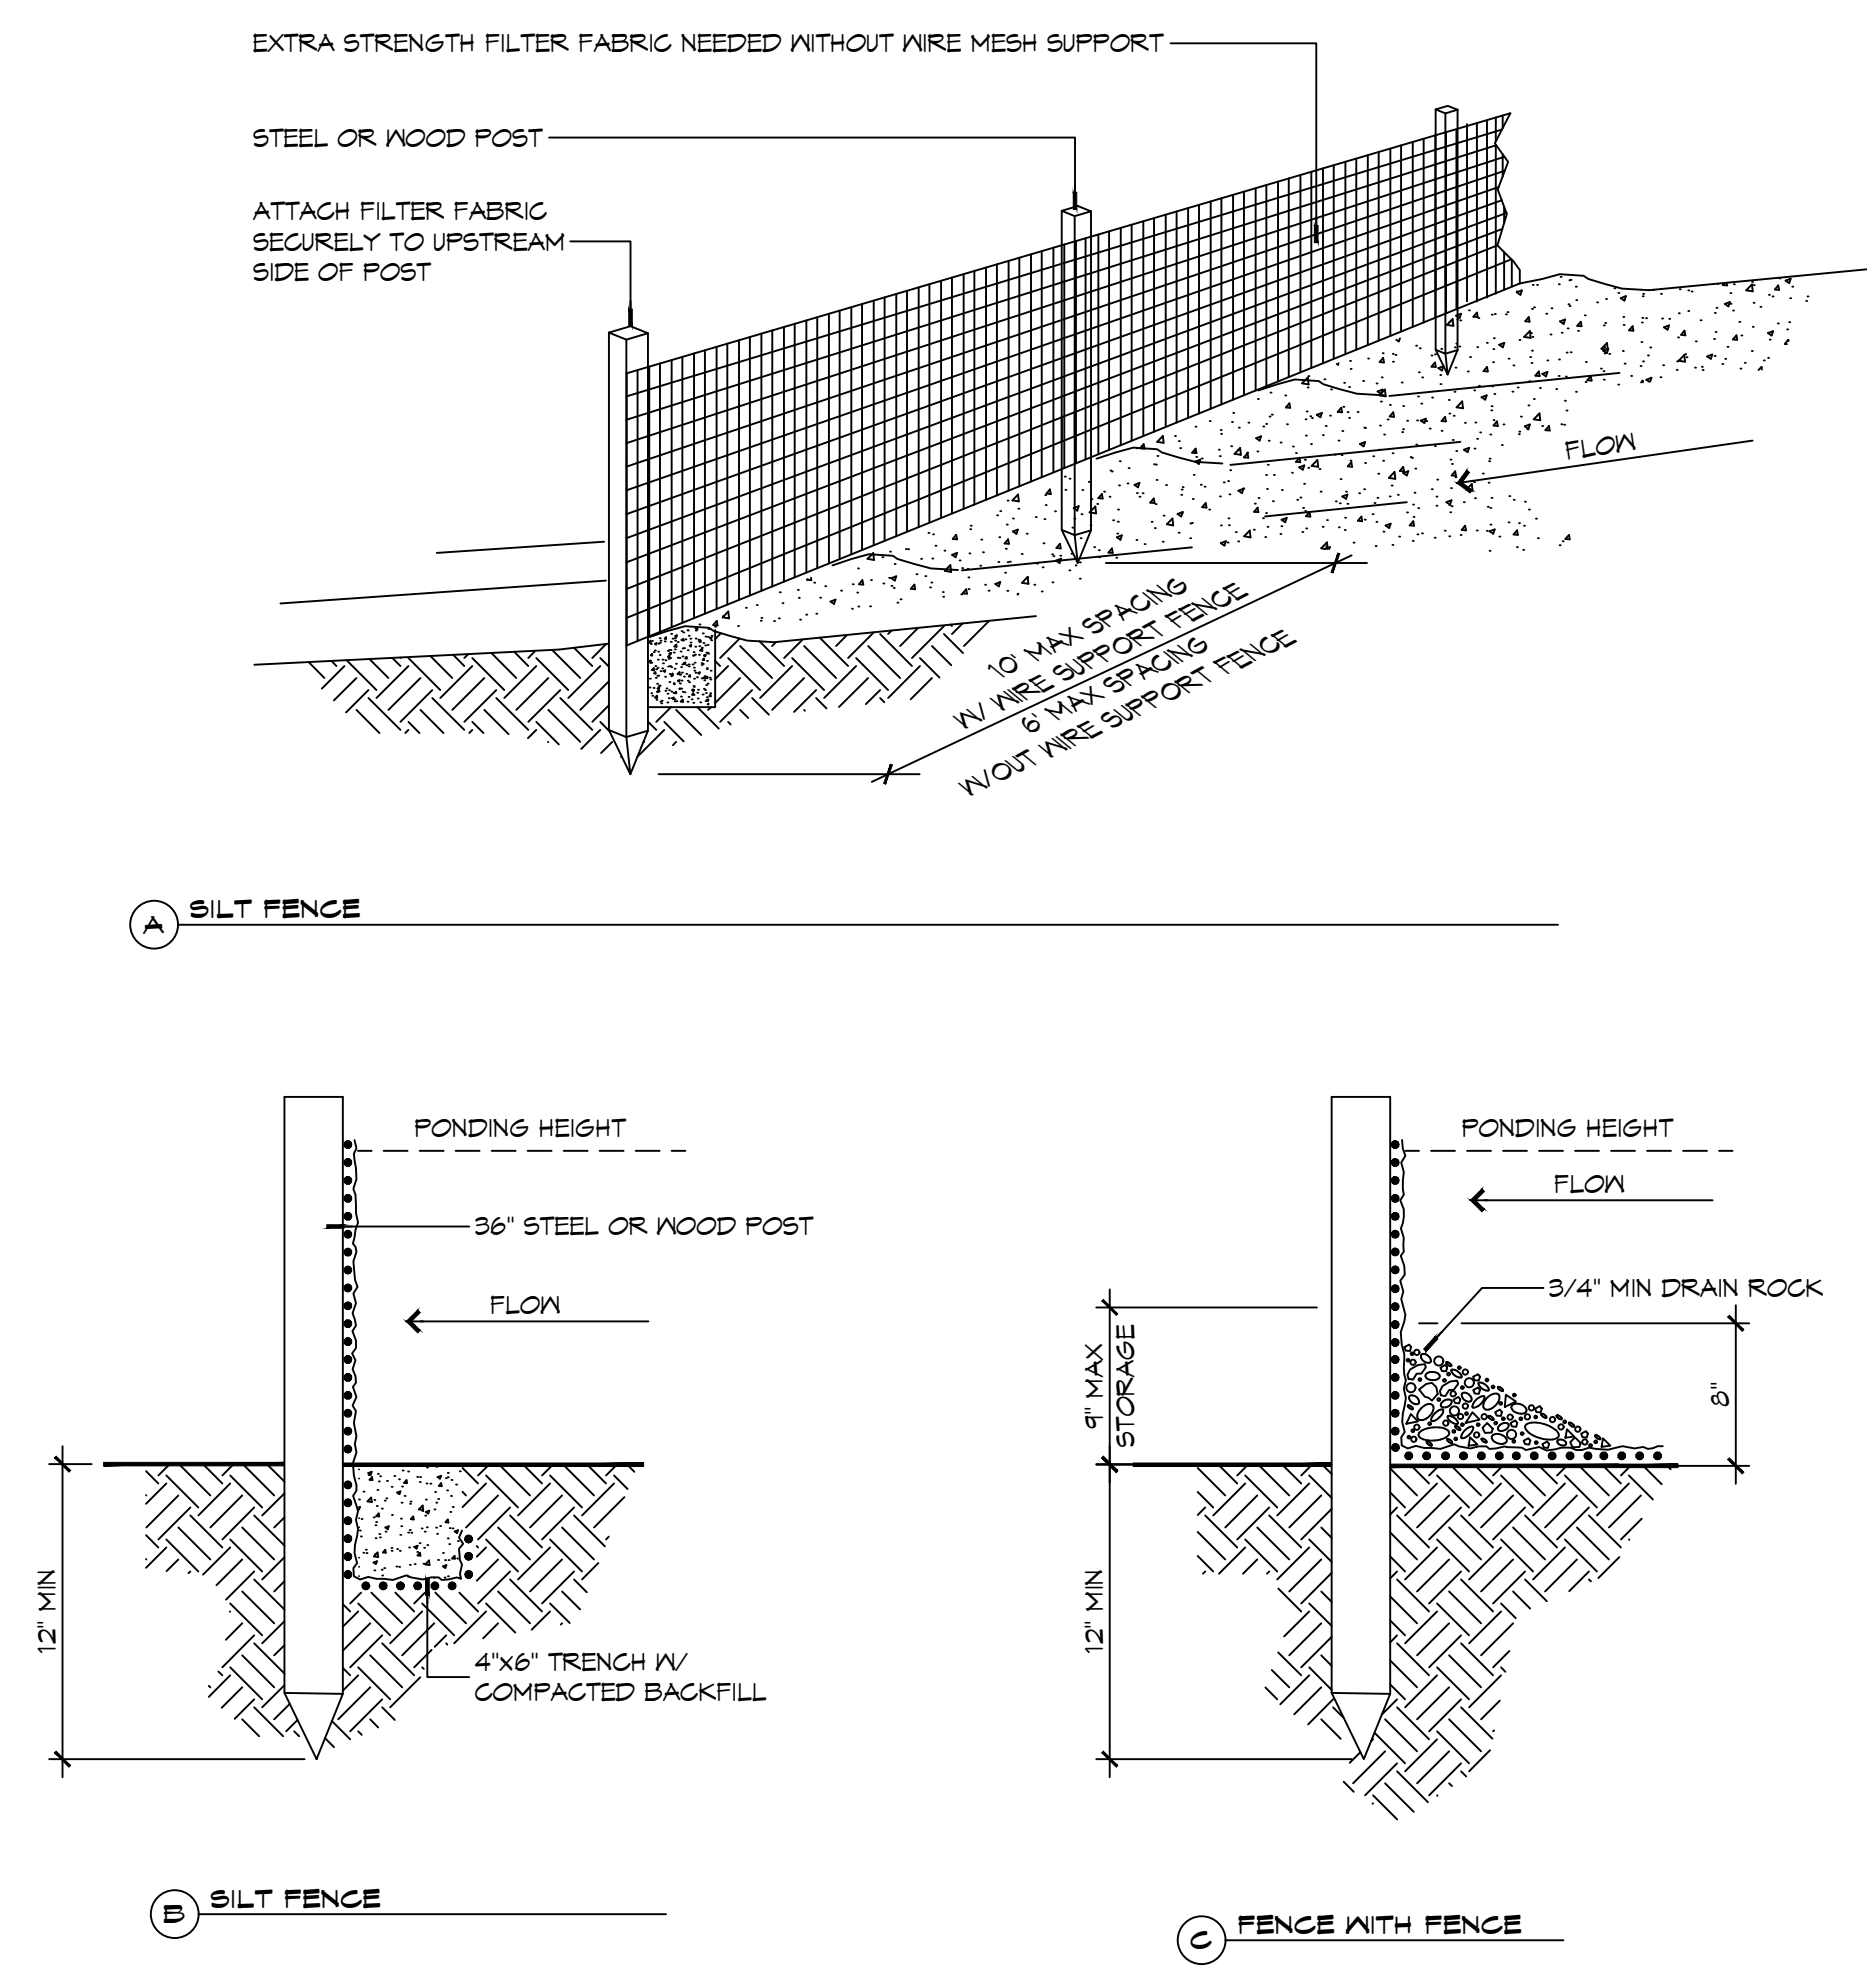 EXTRA STRENGTH FILTER FABRIC NEEDED WITHOUT WIRE MESH SUPPORT
STEEL OR WOOD POST
ATTACH FILTER FABRIC
SECURELY TO UPSTREAM
SIDE OF POST
FLOW
10' MAX SPACING
W/ WIRE SUPPORT FENCE
6' MAX SPACING
W/OUT WIRE SUPPORT FENCE
A
SILT FENCE
PONDING HEIGHT
36" STEEL OR WOOD POST
FLOW
12" MIN
4"x6" TRENCH W/
COMPACTED BACKFILL
B
SILT FENCE
PONDING HEIGHT
FLOW
3/4" MIN DRAIN ROCK
9" MAX
STORAGE
8"
12" MIN
C
FENCE WITH FENCE